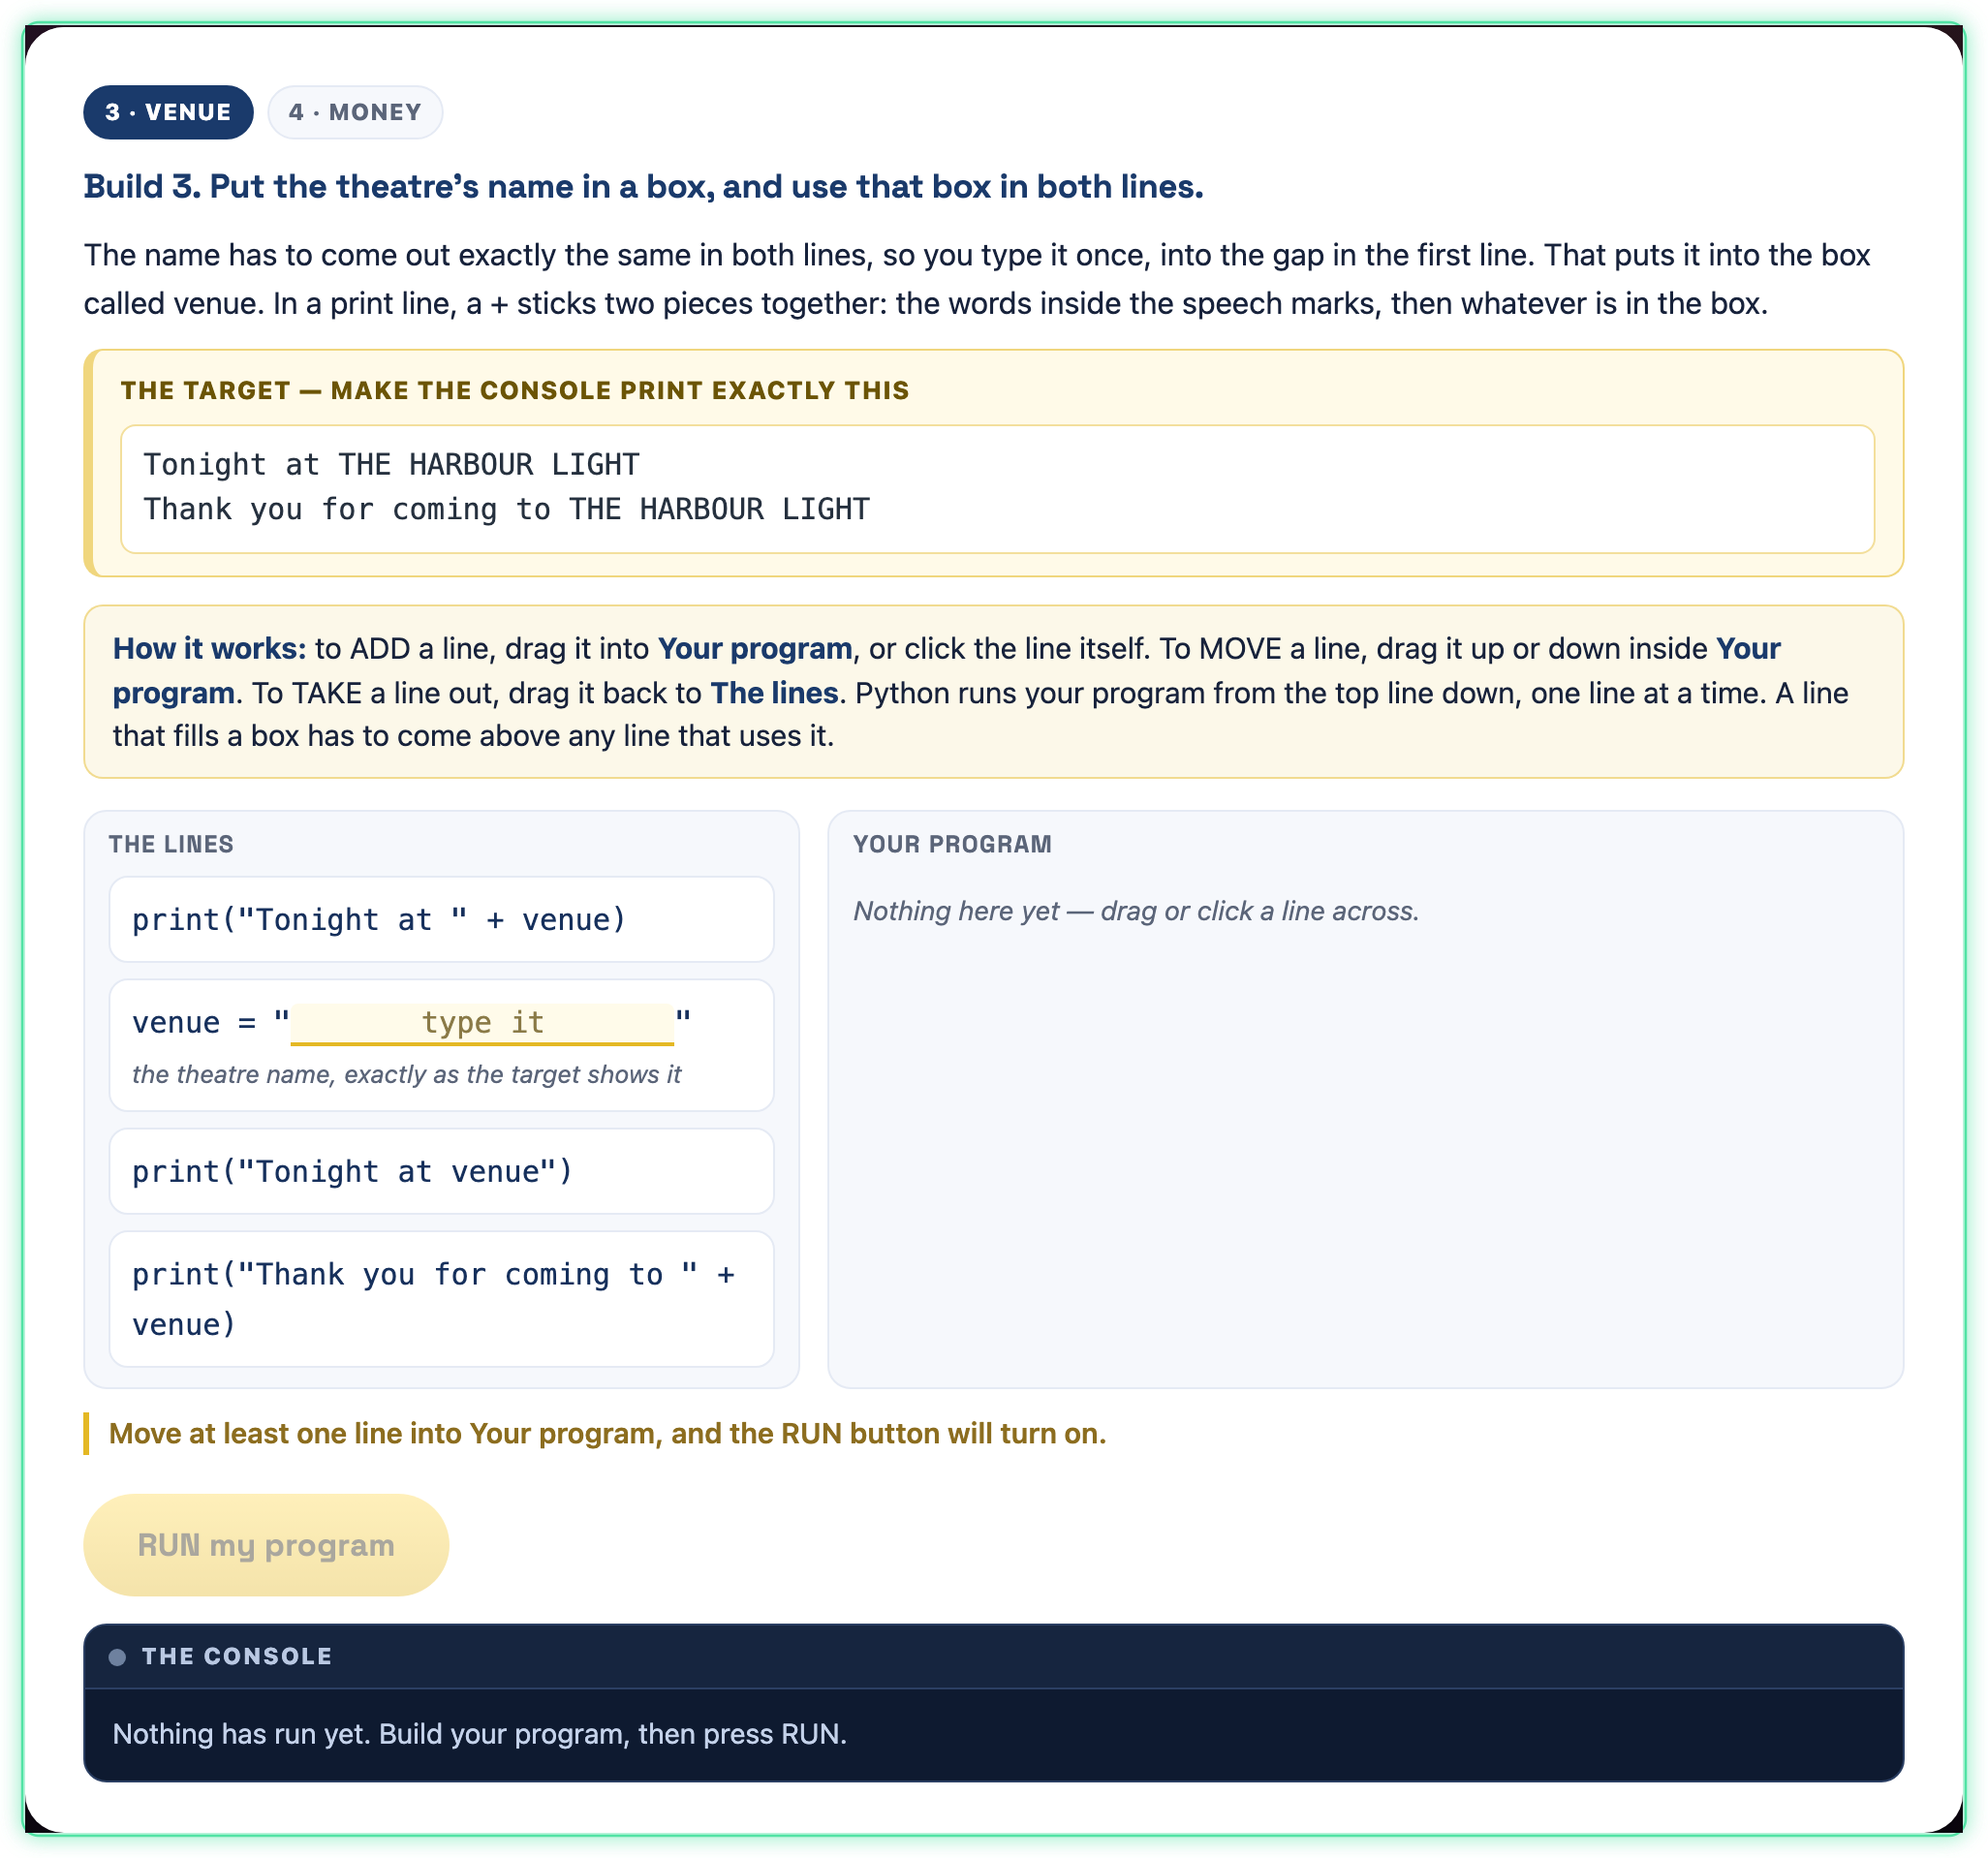 3 · VENUE
4 · MONEY
Build 3. Put the theatre’s name in a box, and use that box in both lines.
The name has to come out exactly the same in both lines, so you type it once, into the gap in the first line. That puts it into the box
called venue. In a print line, a + sticks two pieces together: the words inside the speech marks, then whatever is in the box.
THE TARGET — MAKE THE CONSOLE PRINT EXACTLY THIS
Tonight at THE HARBOUR LIGHT
Thank you for coming to THE HARBOUR LIGHT
How it works: to ADD a line, drag it into Your program, or click the line itself. To MOVE a line, drag it up or down inside Your
program. To TAKE a line out, drag it back to The lines. Python runs your program from the top line down, one line at a time. A line
that fills a box has to come above any line that uses it.
THE LINES
print("Tonight at " + venue)
venue = "type it"
the theatre name, exactly as the target shows it
print("Tonight at venue")
print("Thank you for coming to " +
venue)
YOUR PROGRAM
Nothing here yet — drag or click a line across.
Move at least one line into Your program, and the RUN button will turn on.
RUN my program
THE CONSOLE
Nothing has run yet. Build your program, then press RUN.